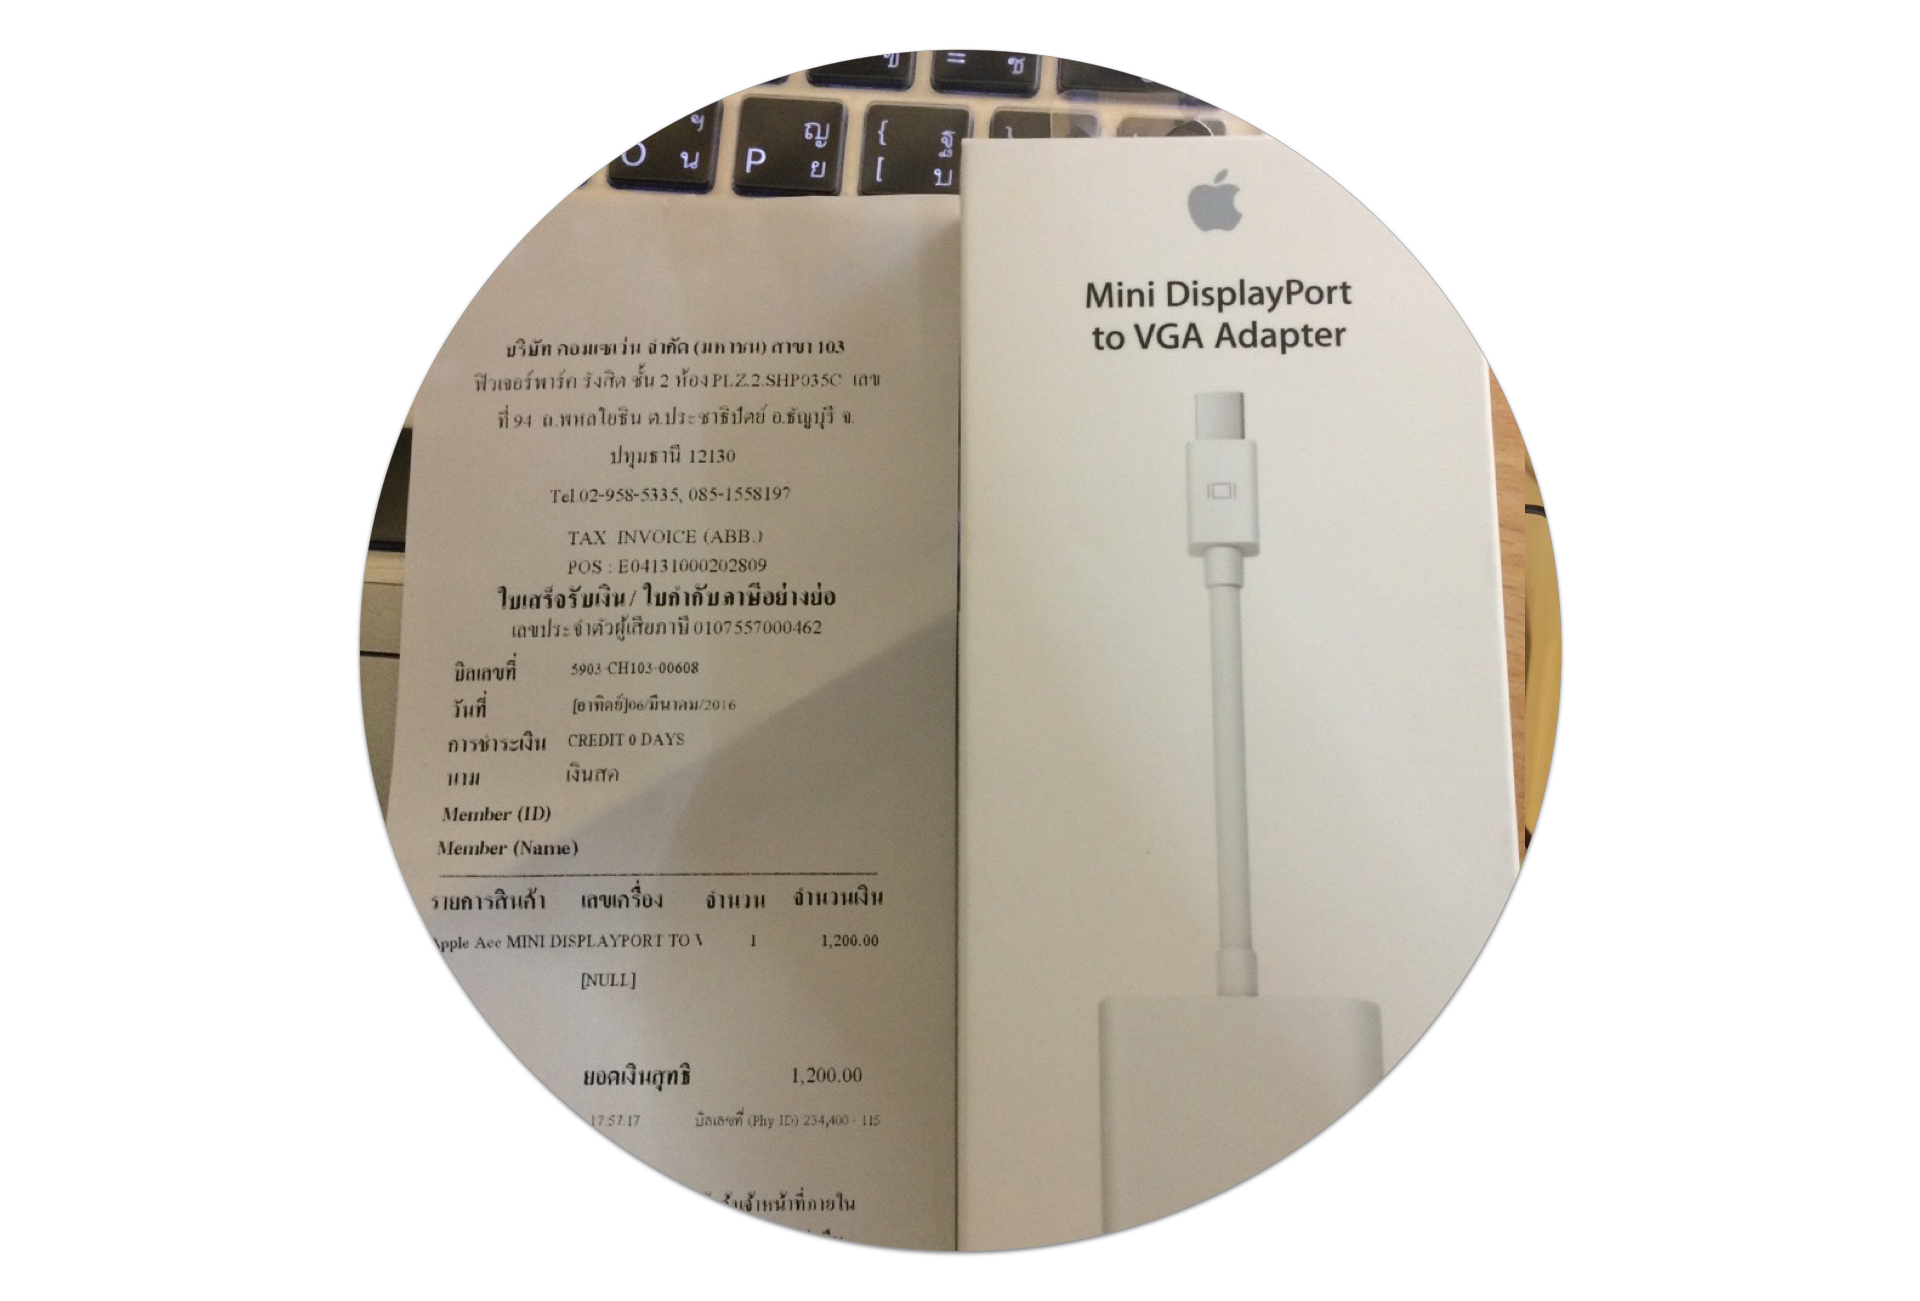 ข
= ซ
ฯ
O น
ญ
P ย
{ ฐ
[ บ
}
Mini DisplayPort
to VGA Adapter
บริษัท คอมเซเว่น จำกัด (มหาชน) สาขา 103
ฟิวเจอร์พาร์ค รังสิต ชั้น 2 ห้อง PLZ.2.SHP035C เลข
ที่ 94 ถ.พหลโยธิน ต.ประชาธิปัตย์ อ.ธัญบุรี จ.
ปทุมธานี 12130
Tel.02-958-5335, 085-1558197
TAX INVOICE (ABB.)
POS : E04131000202809
ใบเสร็จรับเงิน / ใบกำกับภาษีอย่างย่อ
เลขประจำตัวผู้เสียภาษี 0107557000462
บิลเลขที่ 5903-CH103-00608
วันที่ [อาทิตย์]06/มีนาคม/2016
การชำระเงิน CREDIT 0 DAYS
นาม เงินสด
Member (ID)
Member (Name)
รายการสินค้า เลขเครื่อง จำนวน จำนวนเงิน
Apple Acc MINI DISPLAYPORT TO V 1 1,200.00
[NULL]
ยอดเงินสุทธิ 1,200.00
17:57:17 บิลเลขที่ (Phy ID) 234,400 - 115
เจ้าหน้าที่ภายใน